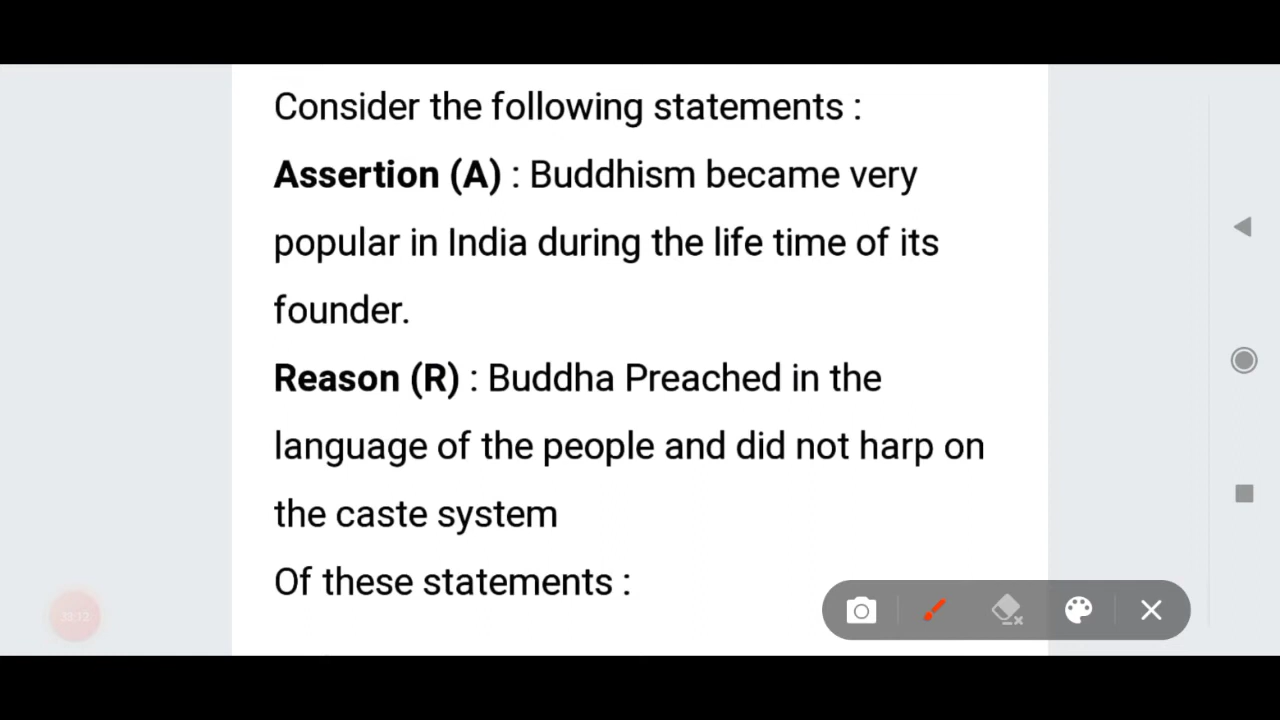 Consider the following statements :
Assertion (A) : Buddhism became very
popular in India during the life time of its
founder.
Reason (R) : Buddha Preached in the
language of the people and did not harp on
the caste system
Of these statements :
33:12